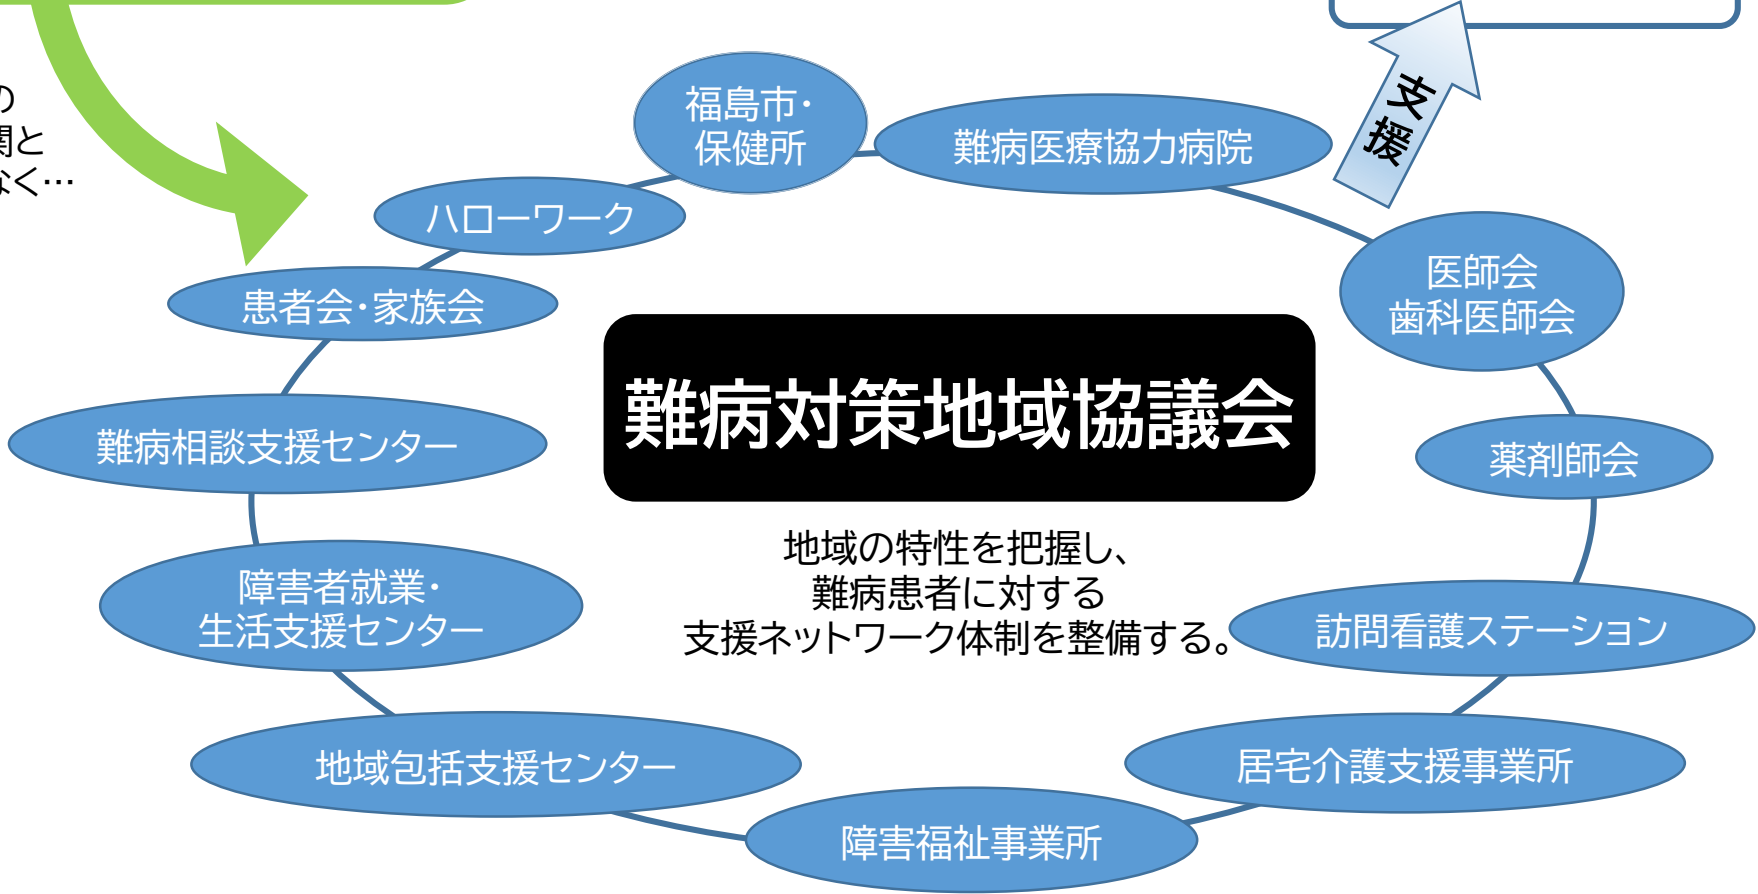 支援
関と
なく…
福島市・
保健所
難病医療協力病院
ハローワーク
医師会
歯科医師会
患者会・家族会
難病対策地域協議会
難病相談支援センター
薬剤師会
地域の特性を把握し、
難病患者に対する
支援ネットワーク体制を整備する。
障害者就業・
生活支援センター
訪問看護ステーション
地域包括支援センター
居宅介護支援事業所
障害福祉事業所